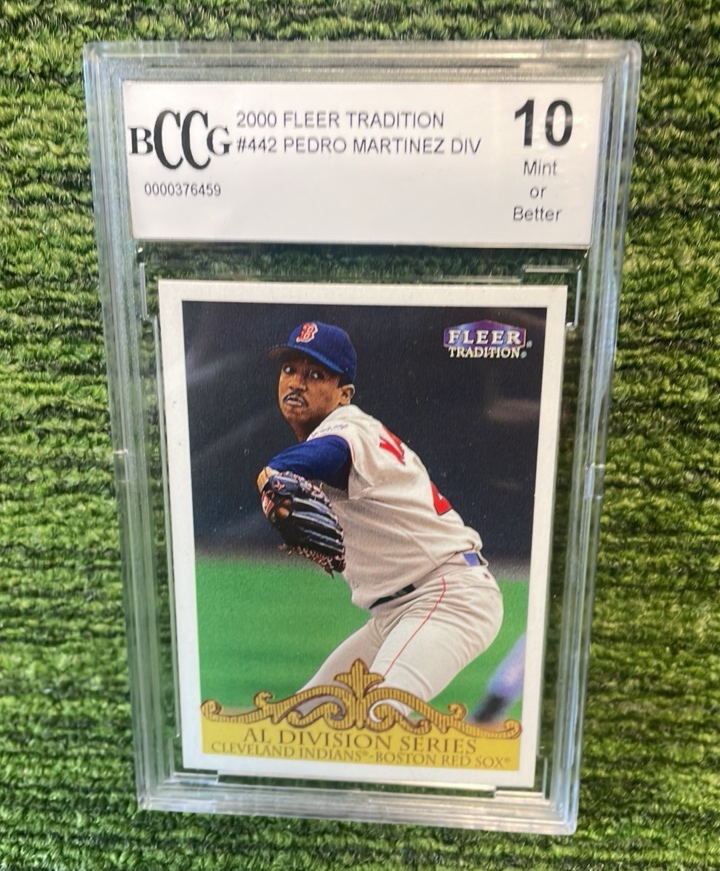 BCCG
2000 FLEER TRADITION
#442 PEDRO MARTINEZ DIV
0000376459
10
Mint
or
Better
FLEER
TRADITION®
B
AL DIVISION SERIES
CLEVELAND INDIANS®-BOSTON RED SOX®